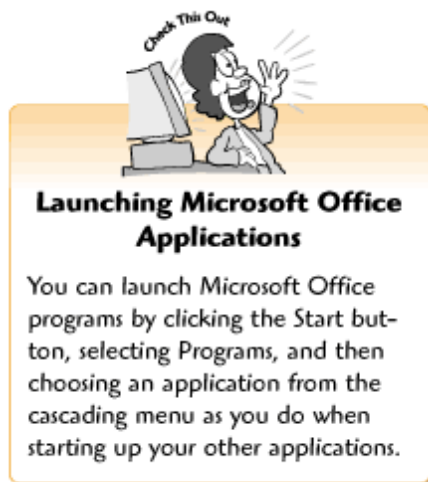 Check This Out
Launching Microsoft Office
Applications
You can launch Microsoft Office
programs by clicking the Start but-
ton, selecting Programs, and then
choosing an application from the
cascading menu as you do when
starting up your other applications.